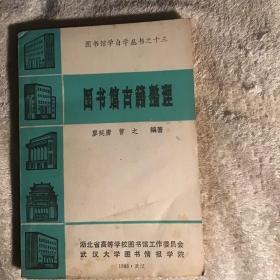 图书馆学自学丛书之十三
图书馆古籍整理
廖延唐 曹之 编著
湖北省高等学校图书馆工作委员会
武汉大学图书情报学院
1986·武汉